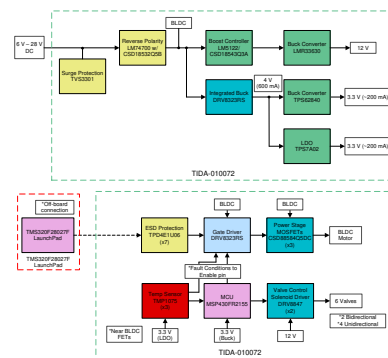 BLDC
6 V – 28 V
DC
Reverse Polarity
LM74700 w/
CSD18532Q5B
Boost Controller
LM5122/
CSD18543Q3A
Buck Converter
LMR33630
12 V
Surge Protection
TVS3301
Integrated Buck
DRV8323RS
4 V
(600 mA)
Buck Converter
TPS62840
3.3 V (~200 mA)
LDO
TPS7A02
3.3 V (~200 mA)
TIDA-010072
*Off-board
connection
TMS320F28027F
LaunchPad
TMS320F28027F
LaunchPad
BLDC
BLDC
ESD Protection
TPD4E1U06
(x7)
Gate Driver
DRV8323RS
Power Stage
MOSFETs
CSD88584Q5DC
(x3)
BLDC
Motor
*Fault Conditions to
Enable pin
Temp Sensor
MCU
MSP430FR2155
Valve Control
Solenoid Driver
DRV8847
(x2)
6 Valves
*2 Bidirectional
*4 Unidirectional
*Near BLDC
FETs
3.3 V
(LDO)
3.3 V
(Buck)
12 V
TIDA-010072